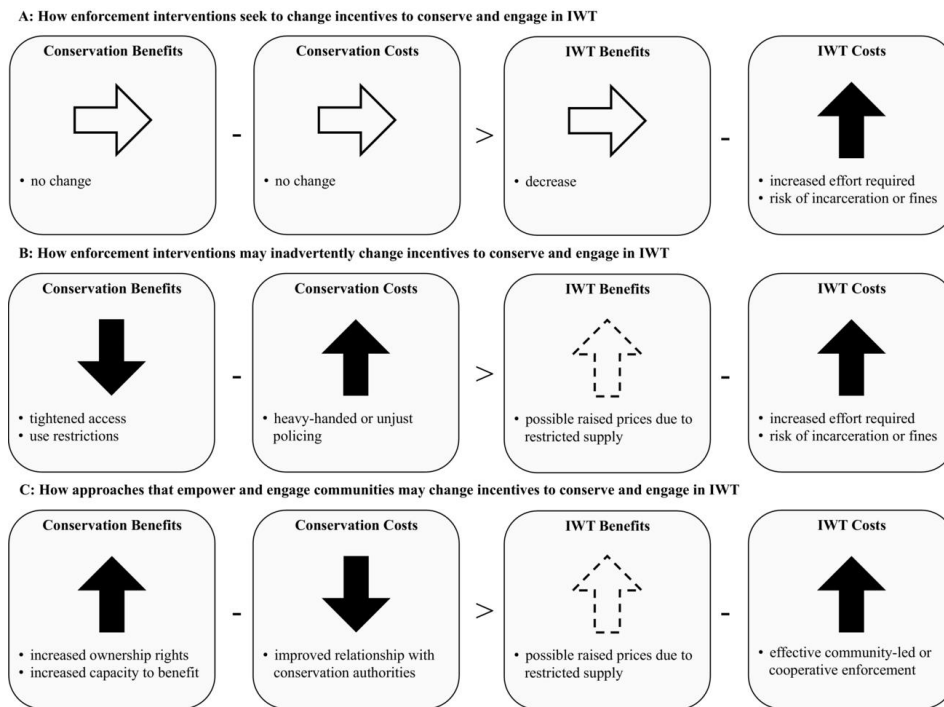 A: How enforcement interventions seek to change incentives to conserve and engage in IWT
Conservation Benefits
• no change
-
Conservation Costs
• no change
>
IWT Benefits
• decrease
-
IWT Costs
• increased effort required
• risk of incarceration or fines
B: How enforcement interventions may inadvertently change incentives to conserve and engage in IWT
Conservation Benefits
• tightened access
• use restrictions
-
Conservation Costs
• heavy-handed or unjust
policing
>
IWT Benefits
• possible raised prices due to
restricted supply
-
IWT Costs
• increased effort required
• risk of incarceration or fines
C: How approaches that empower and engage communities may change incentives to conserve and engage in IWT
Conservation Benefits
• increased ownership rights
• increased capacity to benefit
-
Conservation Costs
• improved relationship with
conservation authorities
>
IWT Benefits
• possible raised prices due to
restricted supply
-
IWT Costs
• effective community-led or
cooperative enforcement